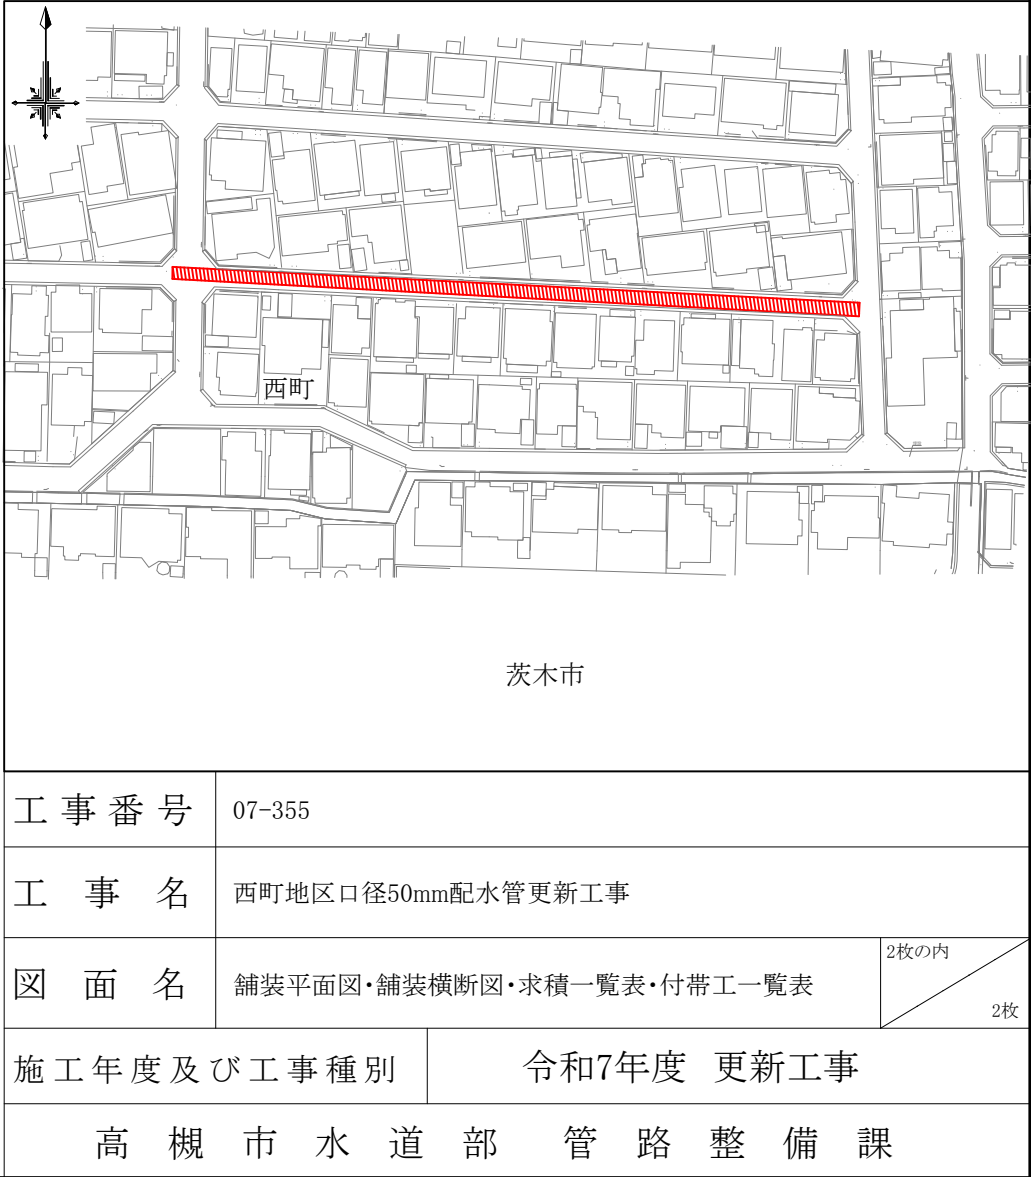 西町
茨木市
工事番号 07-355
工事名 西町地区口径50mm配水管更新工事
図面名 舗装平面図・舗装横断図・求積一覧表・付帯工一覧表 2枚の内 2枚
施工年度及び工事種別 令和7年度 更新工事
高槻市水道部 管路整備課